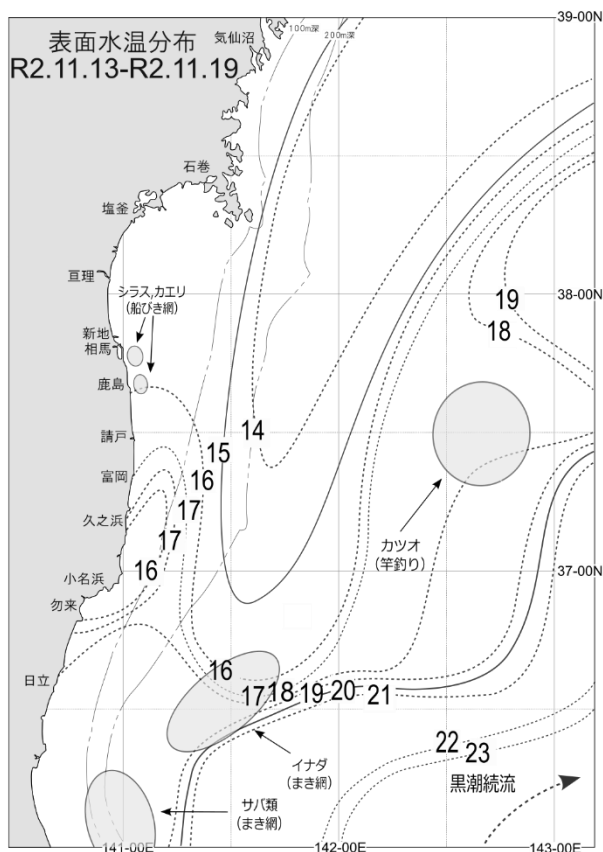 表面水温分布
R2.11.13-R2.11.19
気仙沼
100m深
200m深
39-00N
石巻
塩釜
亘理
シラス,カエリ
(船びき網)
38-00N
19
18
新地
相馬
鹿島
請戸
14
15
16
富岡
17
久之浜
17
カツオ
(竿釣り)
16
小名浜
37-00N
勿来
日立
16
17
18
19
20
21
22
23
イナダ
(まき網)
黒潮続流
サバ類
(まき網)
141-00E
142-00E
143-00E